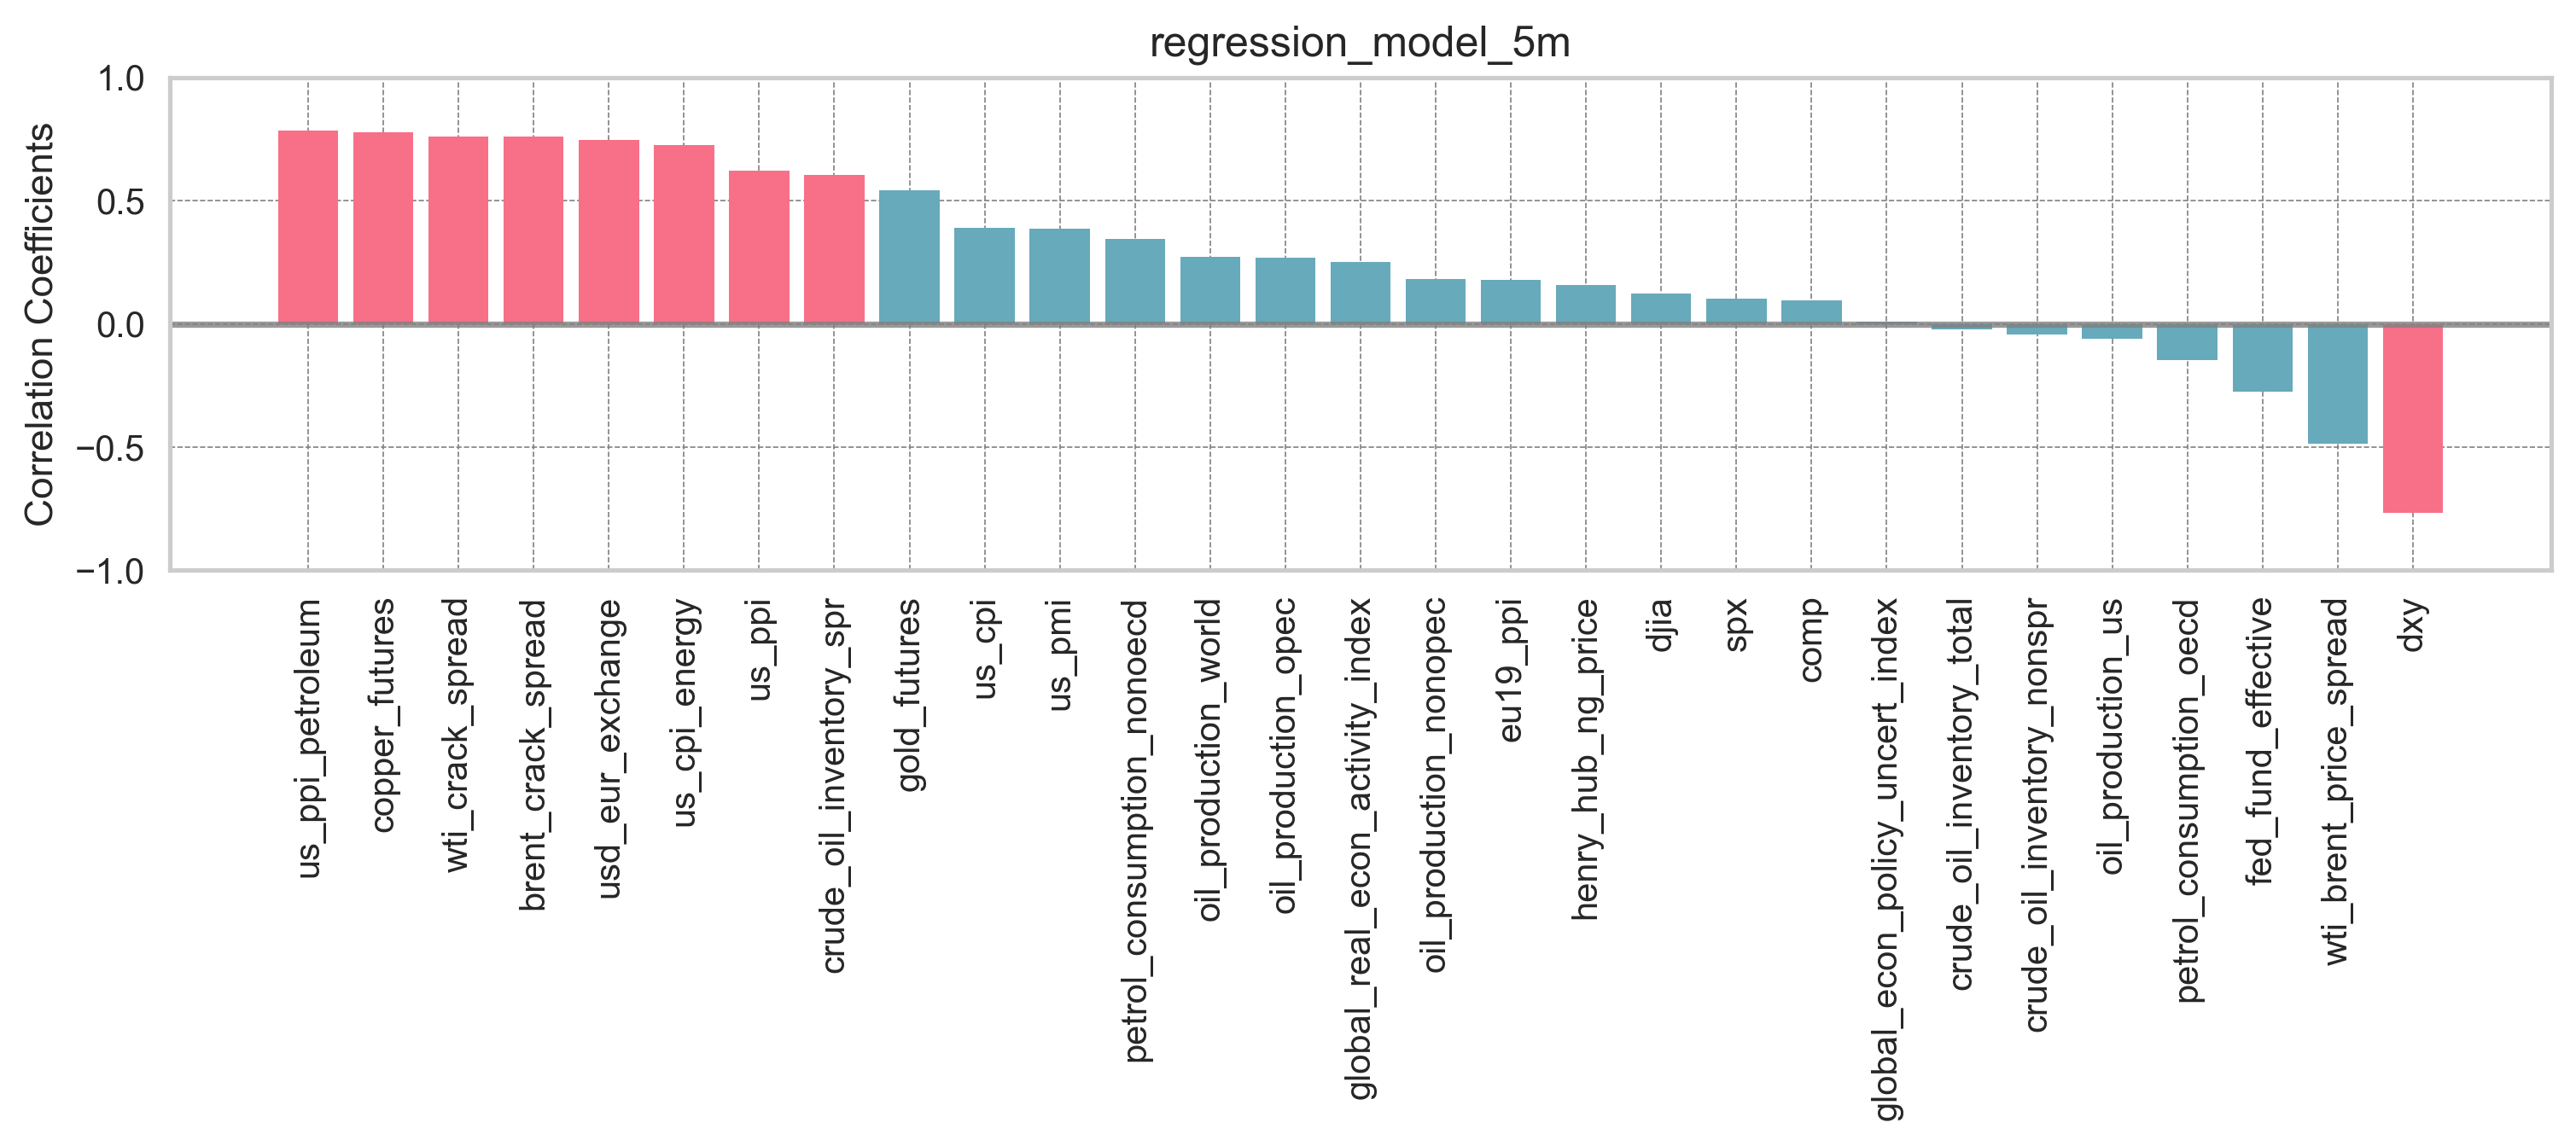 regression_model_5m
Correlation Coefficients
1.0
0.5
0.0
−0.5
−1.0
us_ppi_petroleum
copper_futures
wti_crack_spread
brent_crack_spread
usd_eur_exchange
us_cpi_energy
us_ppi
crude_oil_inventory_spr
gold_futures
us_cpi
us_pmi
petrol_consumption_nonoecd
oil_production_world
oil_production_opec
global_real_econ_activity_index
oil_production_nonopec
eu19_ppi
henry_hub_ng_price
djia
spx
comp
global_econ_policy_uncert_index
crude_oil_inventory_total
crude_oil_inventory_nonspr
oil_production_us
petrol_consumption_oecd
fed_fund_effective
wti_brent_price_spread
dxy